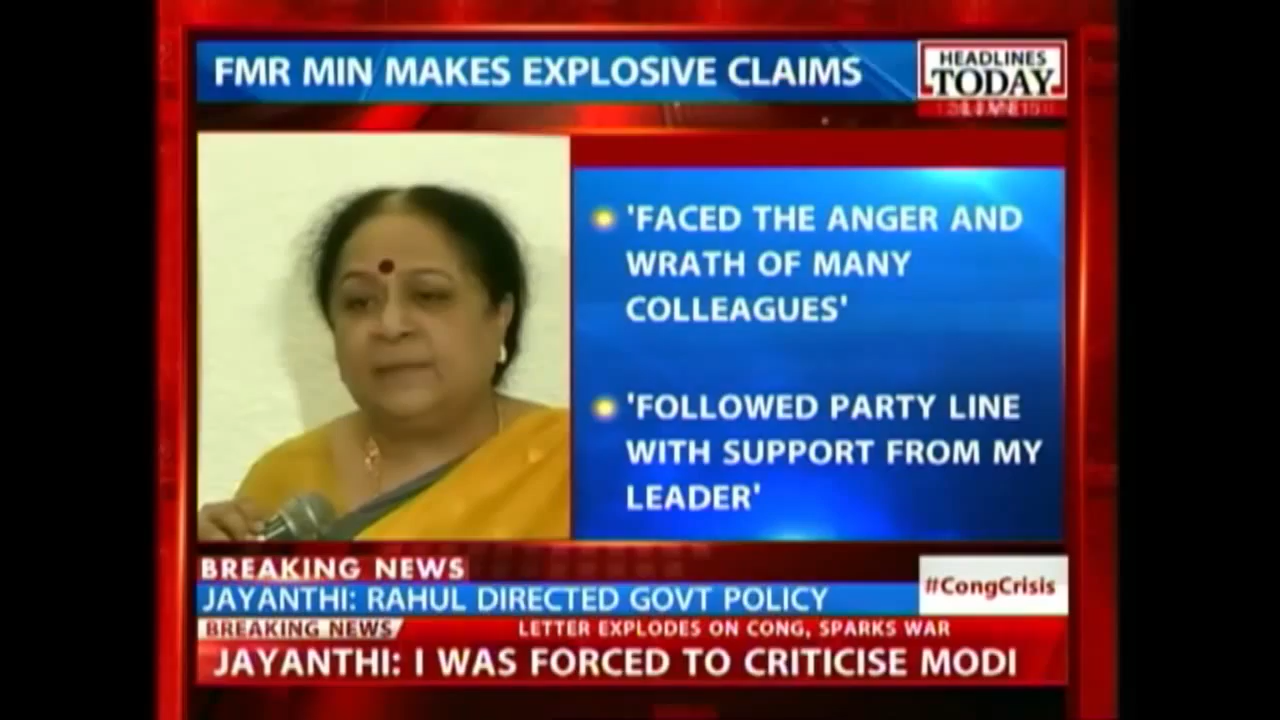 FMR MIN MAKES EXPLOSIVE CLAIMS
HEADLINES
TODAY
'FACED THE ANGER AND
WRATH OF MANY
COLLEAGUES'
'FOLLOWED PARTY LINE
WITH SUPPORT FROM MY
LEADER'
BREAKING NEWS
JAYANTHI: RAHUL DIRECTED GOVT POLICY
#CongCrisis
BREAKING NEWS
LETTER EXPLODES ON CONG, SPARKS WAR
JAYANTHI: I WAS FORCED TO CRITICISE MODI